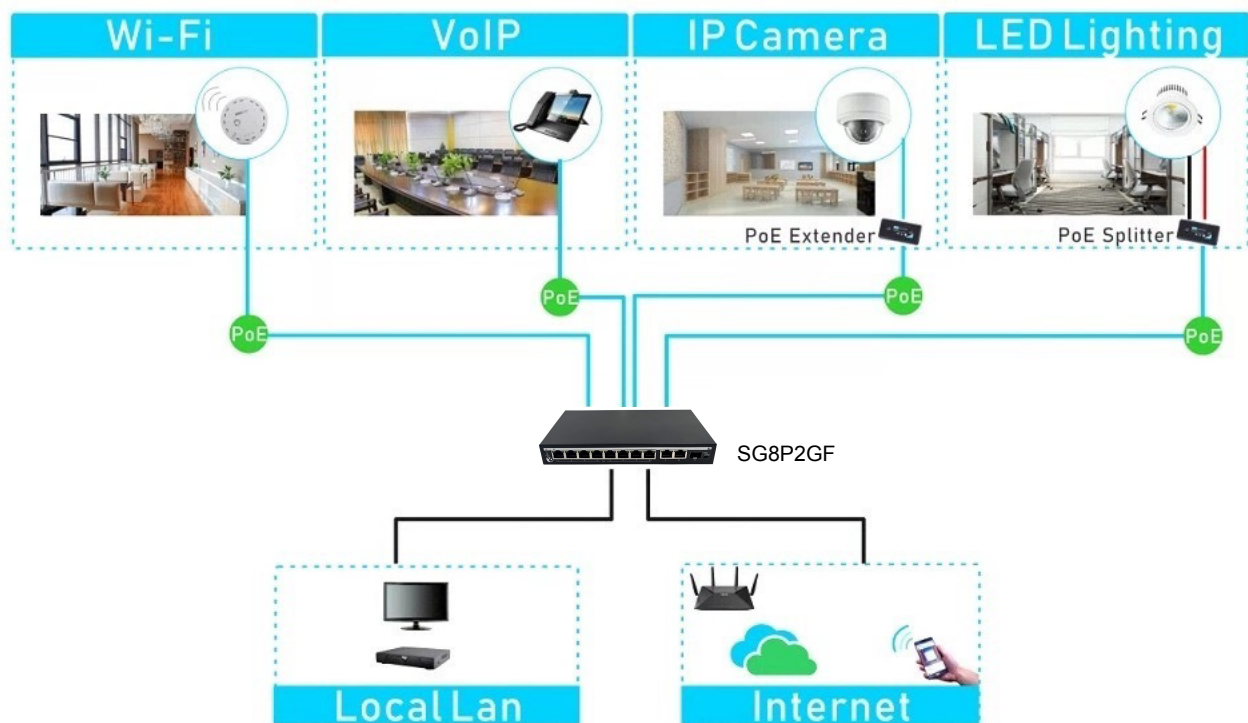 Wi-Fi
VoIP
IP Camera
LED Lighting
PoE Extender
PoE Splitter
PoE
PoE
PoE
PoE
SG8P2GF
Local Lan
Internet